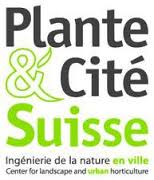 Plante
& Cité
Suisse
Ingénierie de la nature en ville
Center for landscape and urban horticulture